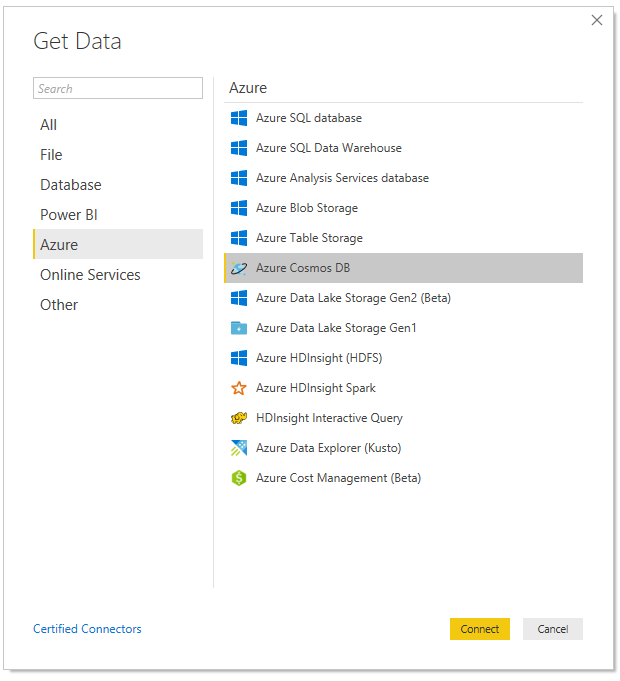 Get Data
Search
All
File
Database
Power BI
Azure
Online Services
Other
Azure
Azure SQL database
Azure SQL Data Warehouse
Azure Analysis Services database
Azure Blob Storage
Azure Table Storage
Azure Cosmos DB
Azure Data Lake Storage Gen2 (Beta)
Azure Data Lake Storage Gen1
Azure HDInsight (HDFS)
Azure HDInsight Spark
HDInsight Interactive Query
Azure Data Explorer (Kusto)
Azure Cost Management (Beta)
Certified Connectors
Connect
Cancel